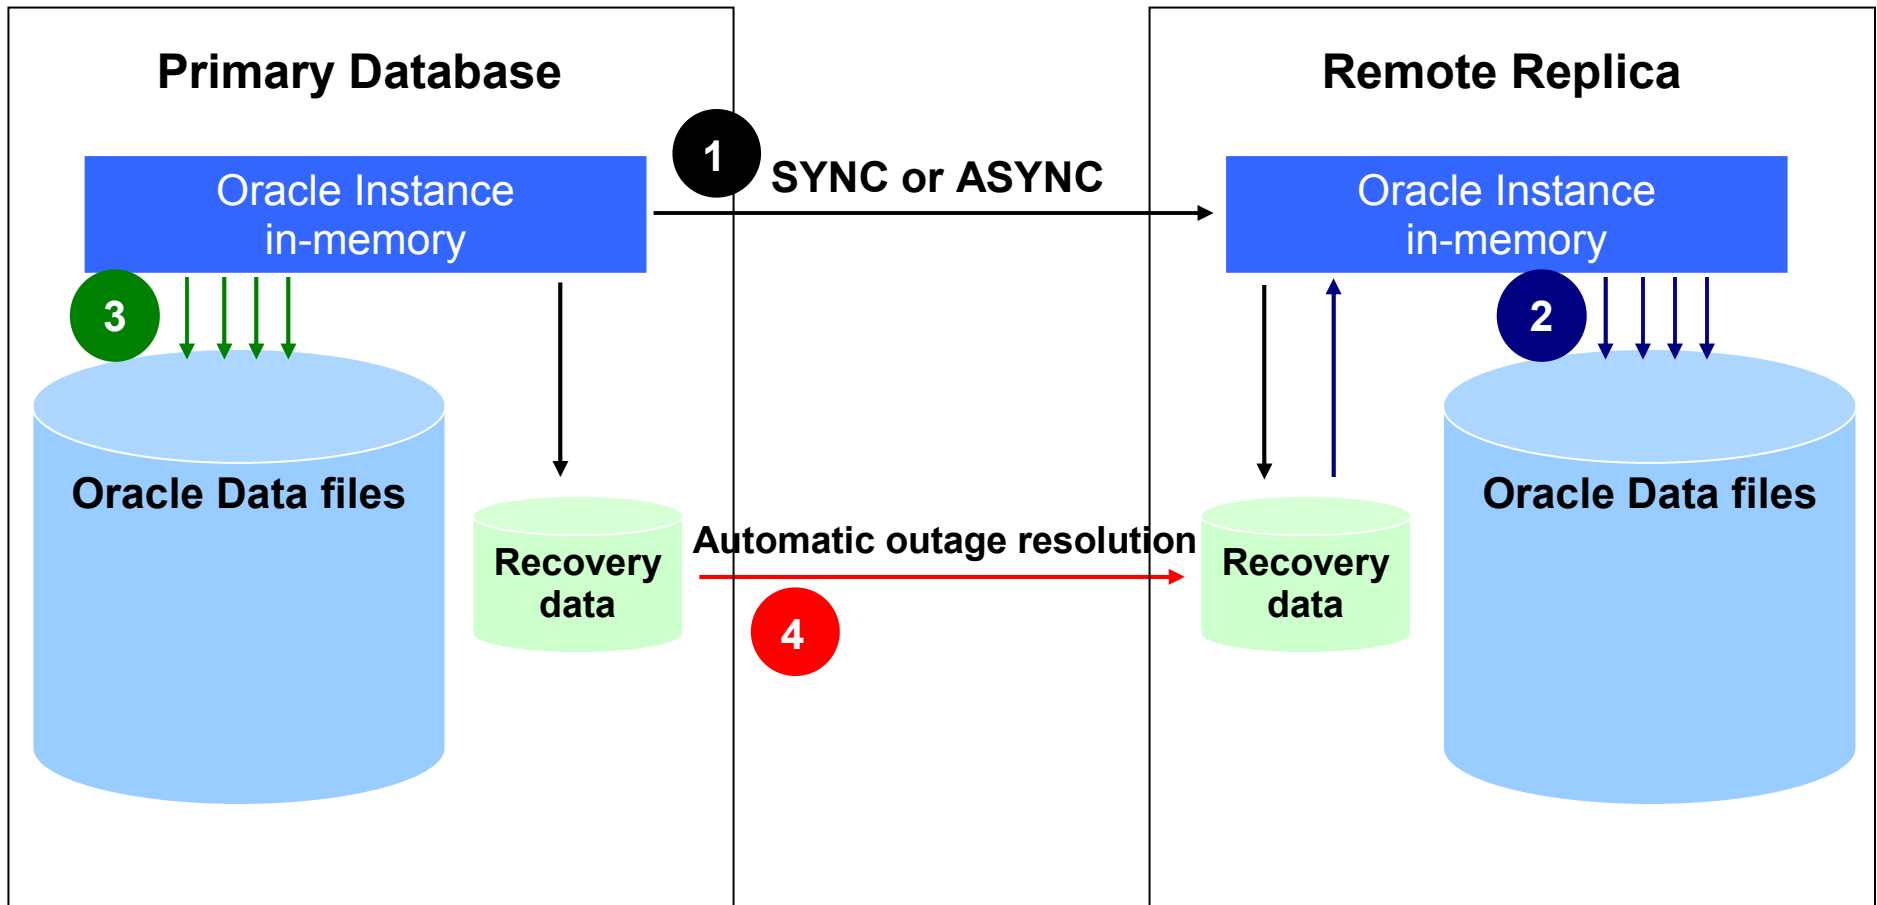 Primary Database
Remote Replica
1
SYNC or ASYNC
Oracle Instance
in-memory
Oracle Instance
in-memory
3
2
Oracle Data files
Oracle Data files
Automatic outage resolution
Recovery
data
Recovery
data
4